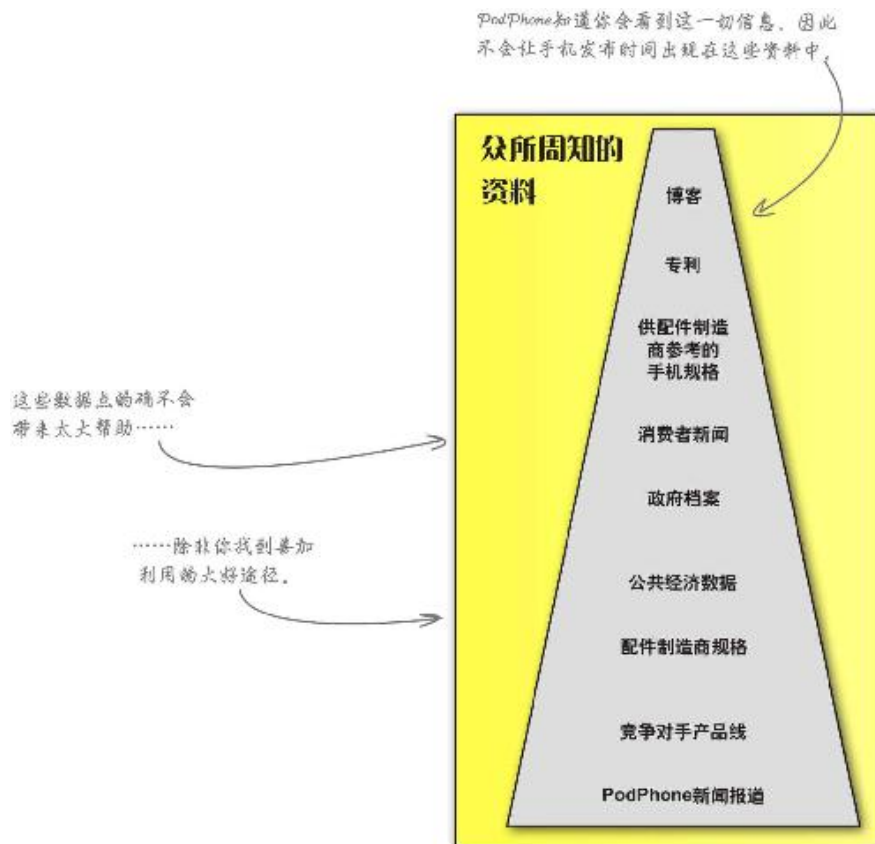 PodPhone知道你会看到这一切信息，因此
不会让手机发布时间出现在这些资料中。
众所周知的
资料
博客
专利
供配件制造
商参考的
手机规格
消费者新闻
这些数据点的确不会
带来太大帮助……
政府档案
……除非你找到善加
利用的大好途径。
公共经济数据
配件制造商规格
竞争对手产品线
PodPhone新闻报道